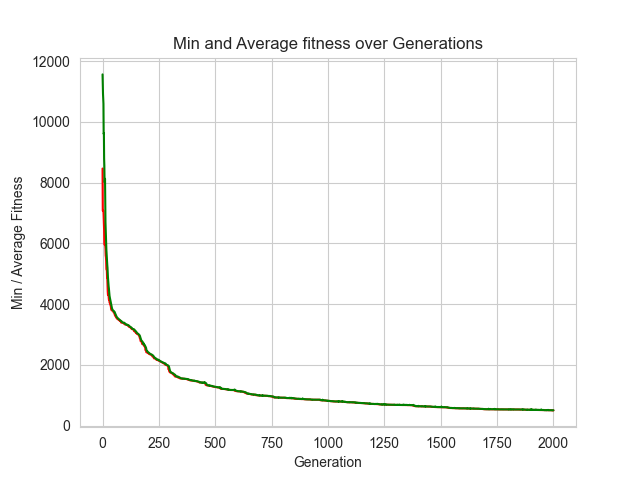 Min and Average fitness over Generations
12000
10000
8000
6000
4000
2000
0
Min / Average Fitness
0 250 500 750 1000 1250 1500 1750 2000
Generation